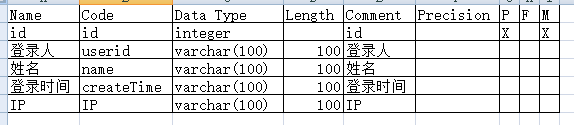 Name Code Data Type Length Comment Precision P F M
id id integer id X X
登录人 userid varchar(100) 100 登录人
姓名 name varchar(100) 100 姓名
登录时间 createTime varchar(100) 100 登录时间
IP IP varchar(100) 100 IP